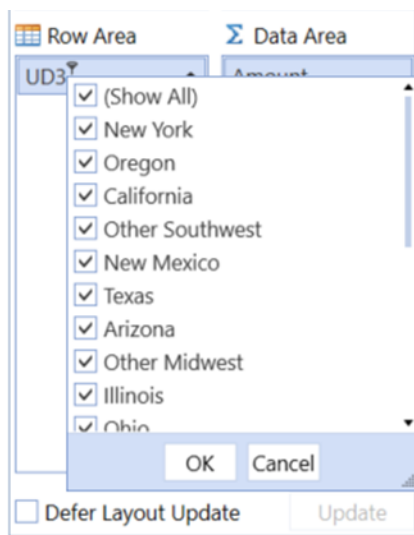 Row Area
Σ Data Area
UD3
Amount
(Show All)
New York
Oregon
California
Other Southwest
New Mexico
Texas
Arizona
Other Midwest
Illinois
Ohio
OK
Cancel
Defer Layout Update
Update